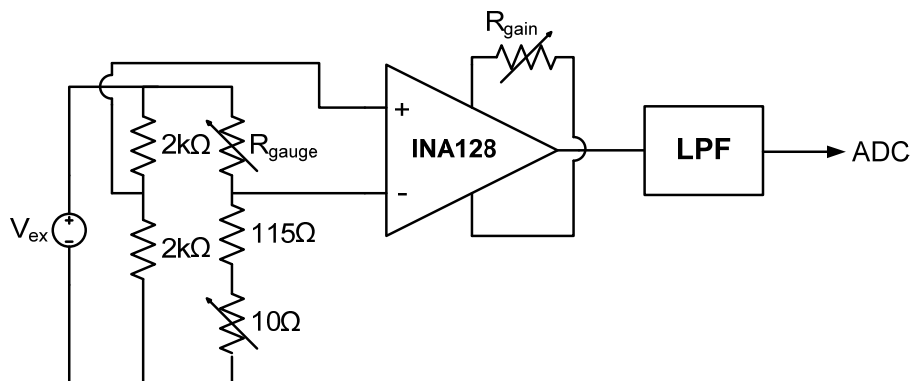 R_gain
+
2kΩ
R_gauge
INA128
LPF
ADC
-
V_ex
+
-
2kΩ
115Ω
10Ω